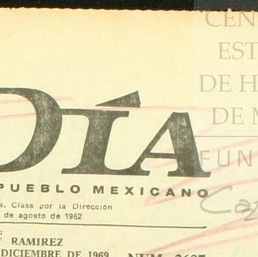 CEN
EST
DE H
DE M
FUN
DÍA
PUEBLO MEXICANO
a. Clase por la Dirección
de agosto de 1962
RAMIREZ
DICIEMBRE DE 1969